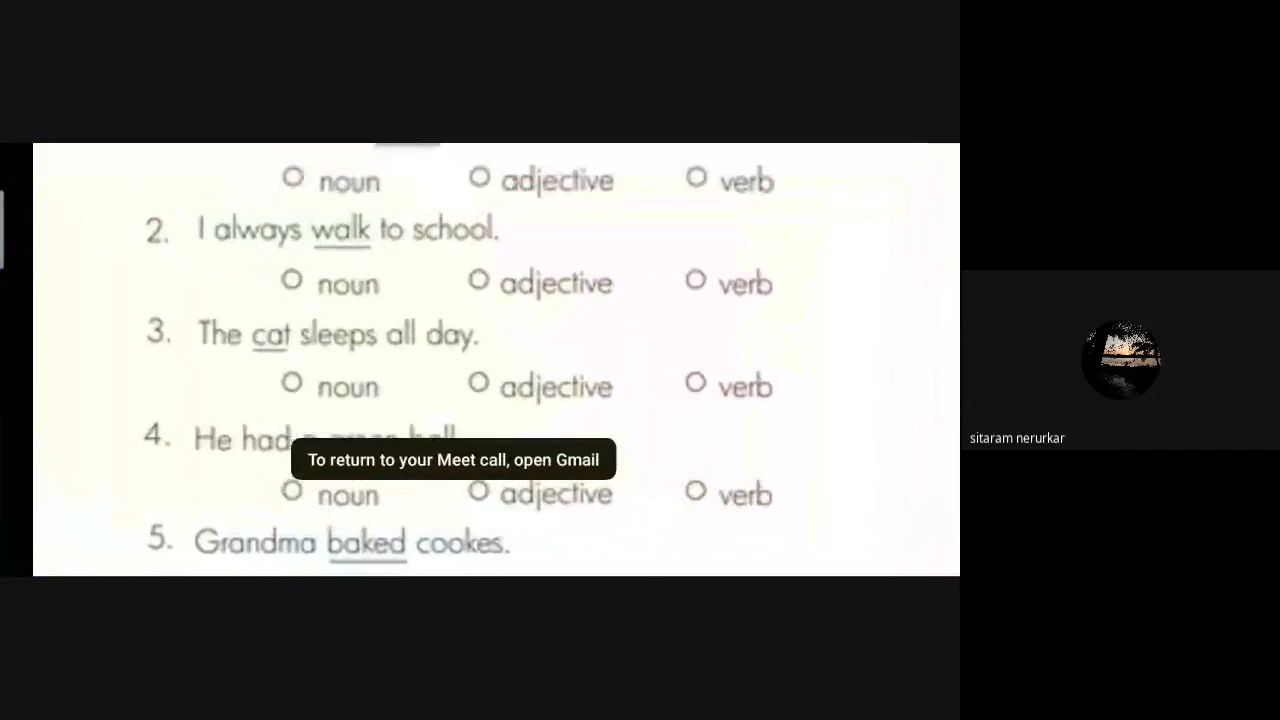 noun adjective verb
2. I always walk to school.
noun adjective verb
3. The cat sleeps all day.
noun adjective verb
4. He had
To return to your Meet call, open Gmail
noun adjective verb
5. Grandma baked cookes.
sitaram nerurkar